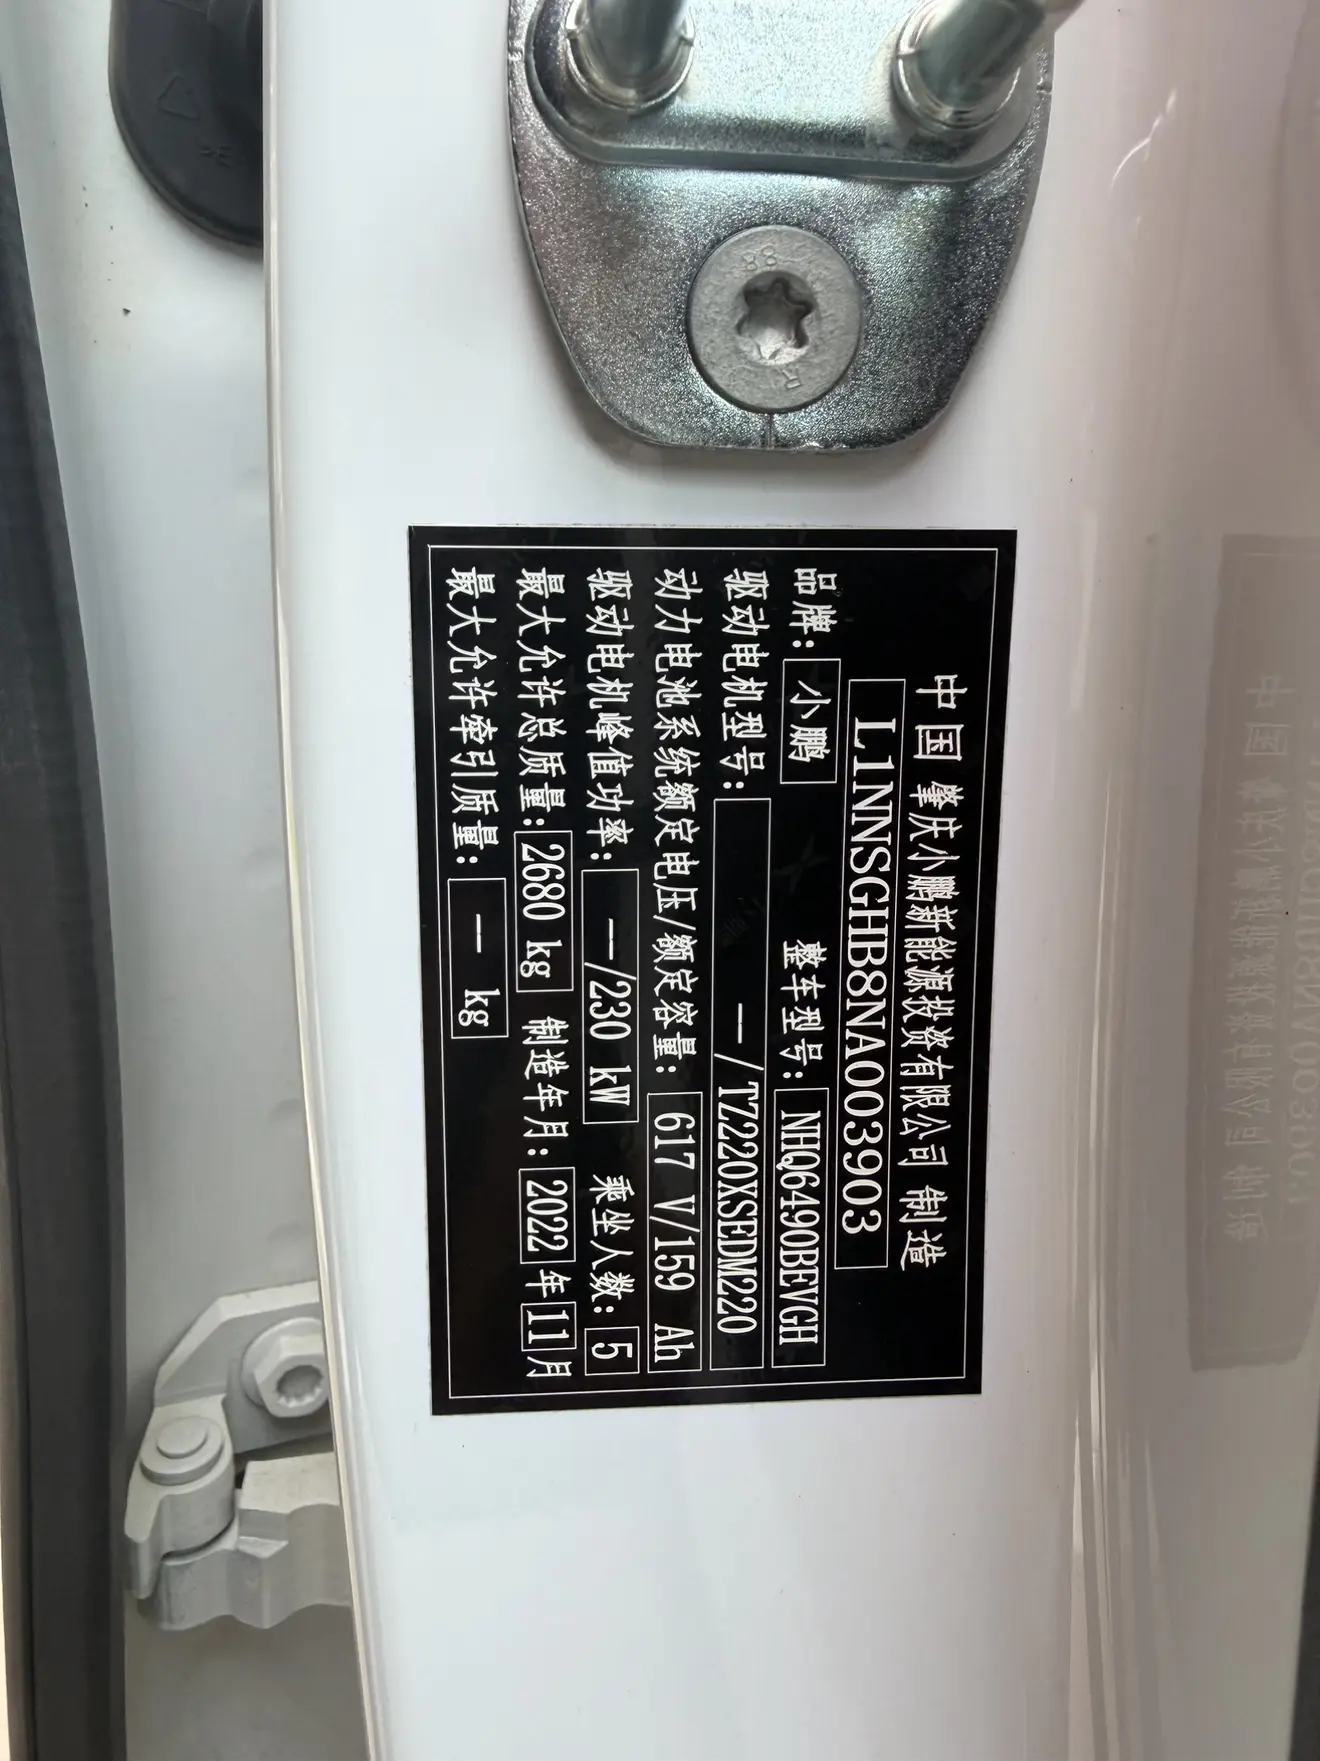 中国 肇庆小鹏新能源投资有限公司 制造
L1NNSGHB8NA003903
品牌: 小鹏 整车型号: NHQ6490BEVGH
驱动电机型号: —/TZ220XSEDM220
动力电池系统额定电压/额定容量: 617 V/159 Ah
驱动电机峰值功率: —/230 kW 乘坐人数: 5
最大允许总质量: 2680 kg 制造年月: 2022 年 11 月
最大允许牵引质量: — kg
88